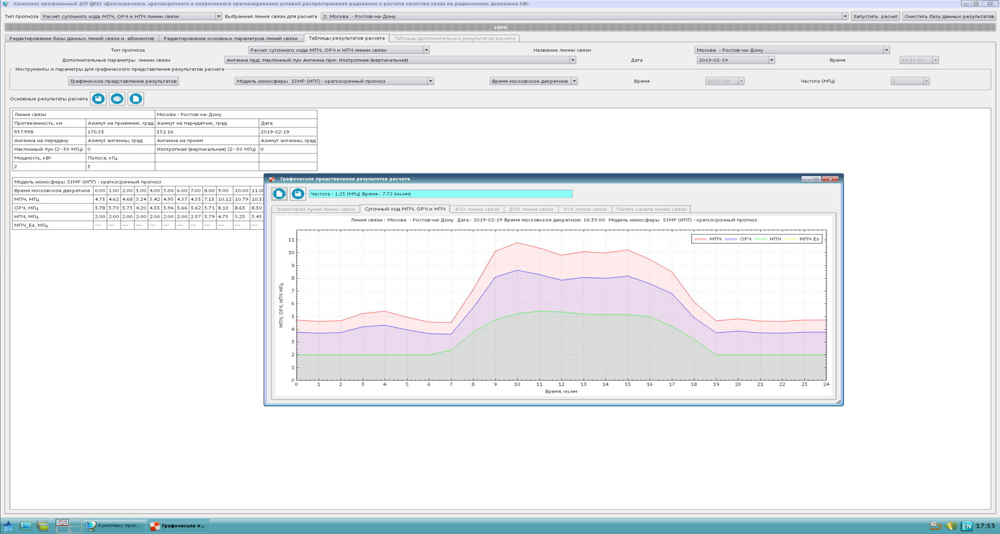 Комплекс программный (КП QRG) <Долгосрочного, краткосрочного и оперативного прогнозирования условий распространения радиоволн и расчета качества связи на радиолиниях диапазона КВ>.
Тип прогноза Расчет суточного хода МПЧ, ОРЧ и НПЧ линии связи Выбранная линия связи для расчета 2: Москва - Ростов-на-Дону Запустить расчет Очистить базу данных результатов
100%
Редактирование базы данных линий связи и абонентов Редактирование основных параметров линий связи Таблицы результатов расчета Таблицы дополнительных результатов расчета
Тип прогноза Расчет суточного хода МПЧ, ОРЧ и НПЧ линии связи Название линии связи Москва - Ростов-на-Дону
Дополнительные параметры линии связи Антенна прд: Наклонный луч Антенна прм: Изотропная (вертикальная) Дата 2019-02-19 Время 16:35:00
Инструменты и параметры для графического представления результатов расчета
Графическое представление результатов Модель ионосферы SIMP (ИПГ) - краткосрочный прогноз Время московское декретное Время 16:35:00 Частота (МГц) 5
Основные результаты расчета
Линия связи Москва - Ростов-на-Дону
Протяженность, км Азимут на приемник, град Азимут на передатчик, град Дата
957.998 170.53 352.16 2019-02-19
Антенна на передачу Азимут антенны, град Антенна на прием Азимут антенны, град
Наклонный луч (2--30 МГц) 0 Изотропная (вертикальная) (2--30 МГц) 0
Мощность, кВт Полоса, кГц
2 3
Модель ионосферы SIMP (ИПГ) - краткосрочный прогноз
Время московское декретное 0.00 1.00 2.00 3.00 4.00 5.00 6.00 7.00 8.00 9.00 10.00 11.00
МПЧ, МГц 4.73 4.62 4.68 5.24 5.42 4.95 4.57 4.53 7.13 10.12 10.79 10.37
ОРЧ, МГц 3.78 3.70 3.75 4.20 4.33 3.96 3.66 3.62 5.71 8.10 8.63 8.30
НПЧ, МГц 2.00 2.00 2.00 2.00 2.00 2.00 2.00 2.37 3.79 4.75 5.23 5.43
МПЧ_Es, МГц --- --- --- --- --- --- --- --- --- --- --- ---
Графическле представление результатов расчета
Частота : 1.23 (МГц) Время : 7.72 (чч.мм)
Траектории лучей линии связи Суточный ход МПЧ, ОРЧ и НПЧ АЧХ линии связи ДЧХ линии связи УЧХ линии связи Память канала линии связи
Линия связи : Москва - Ростов-на-Дону Дата : 2019-02-19 Время московское декретное: 16:35:00 Модель ионосферы SIMP (ИПГ) - краткосрочный прогноз
МПЧ ОРЧ НПЧ МПЧ Es
11
10
9
8
7
6
5
4
3
2
1
0
МПЧ, ОРЧ, НПЧ МГц
0 1 2 3 4 5 6 7 8 9 10 11 12 13 14 15 16 17 18 19 20 21 22 23 24
Время, чч.мм
Комплекс прог... Графическле п... EN 17:53